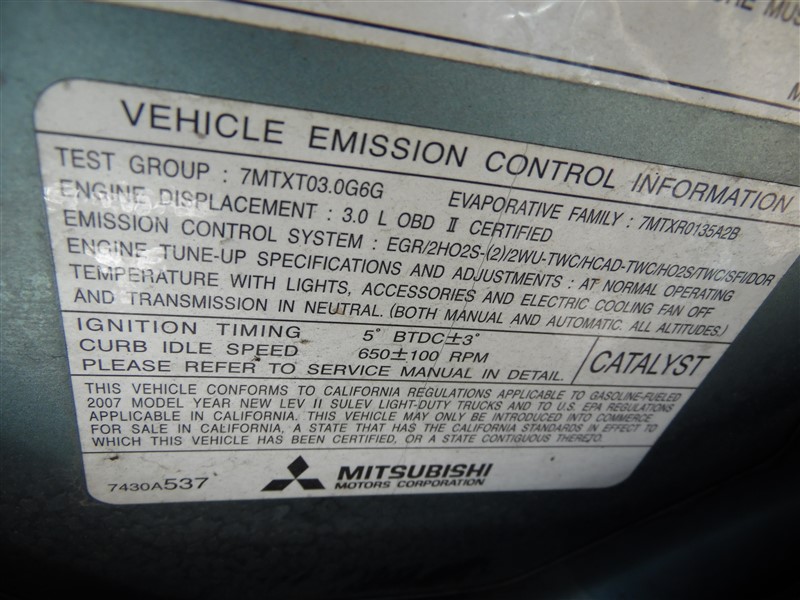 VEHICLE EMISSION CONTROL INFORMATION
TEST GROUP : 7MTXT03.0G6G EVAPORATIVE FAMILY : 7MTXR0135A2B
ENGINE DISPLACEMENT : 3.0 L OBD II CERTIFIED
EMISSION CONTROL SYSTEM : EGR/2HO2S-(2)/2WU-TWC/HCAD-TWC/HO2S/TWC/SFI/DOR
ENGINE TUNE-UP SPECIFICATIONS AND ADJUSTMENTS : AT NORMAL OPERATING
TEMPERATURE WITH LIGHTS, ACCESSORIES AND ELECTRIC COOLING FAN OFF
AND TRANSMISSION IN NEUTRAL. (BOTH MANUAL AND AUTOMATIC. ALL ALTITUDES.)
IGNITION TIMING 5° BTDC±3°
CURB IDLE SPEED 650±100 RPM
PLEASE REFER TO SERVICE MANUAL IN DETAIL.
CATALYST
THIS VEHICLE CONFORMS TO CALIFORNIA REGULATIONS APPLICABLE TO GASOLINE-FUELED
2007 MODEL YEAR NEW LEV II SULEV LIGHT-DUTY TRUCKS AND TO U.S. EPA REGULATIONS
APPLICABLE IN CALIFORNIA. THIS VEHICLE MAY ONLY BE INTRODUCED INTO COMMERCE
FOR SALE IN CALIFORNIA, A STATE THAT HAS THE CALIFORNIA STANDARDS IN EFFECT TO
WHICH THIS VEHICLE HAS BEEN CERTIFIED, OR A STATE CONTIGUOUS THERETO.
7430A537 MITSUBISHI
MOTORS CORPORATION